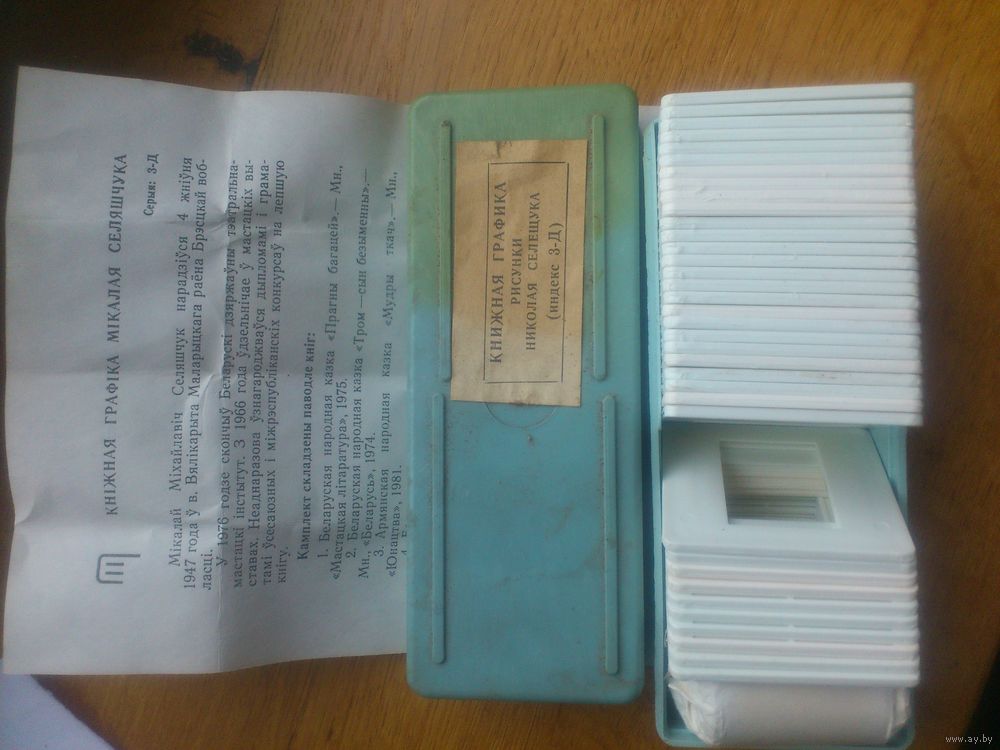 КНІЖНАЯ ГРАФІКА МІКАЛАЯ СЕЛЯШЧУКА
Серыя: 3-Д
Мікалай Міхайлавіч Селяшчук нарадзіўся 4 жніўня
1947 года ў в. Вялікарыта Маларыцкага раёна Брэсцкай воб-
ласці.
У 1976 годзе скончыў Беларускі дзяржаўны тэатральна-
мастацкі інстытут. З 1966 года ўдзельнічае ў мастацкіх вы-
ставах. Неаднаразова ўзнагароджваўся дыпломамі і грама-
тамі ўсесаюзных і міжрэспубліканскіх конкурсаў на лепшую
кнігу.
Камплект складзены паводле кніг:
1. Беларуская народная казка «Прагны багацей».— Мн.,
«Мастацкая літаратура», 1975.
2. Беларуская народная казка «Тром — сын безыменны».—
Мн., «Беларусь», 1974.
3. Армянская народная казка «Мудры ткач».— Мн.,
«Юнацтва», 1981.
КНИЖНАЯ ГРАФИКА
РИСУНКИ
НИКОЛАЯ СЕЛЕЩУКА
(индекс 3-Д)
www.ay.by